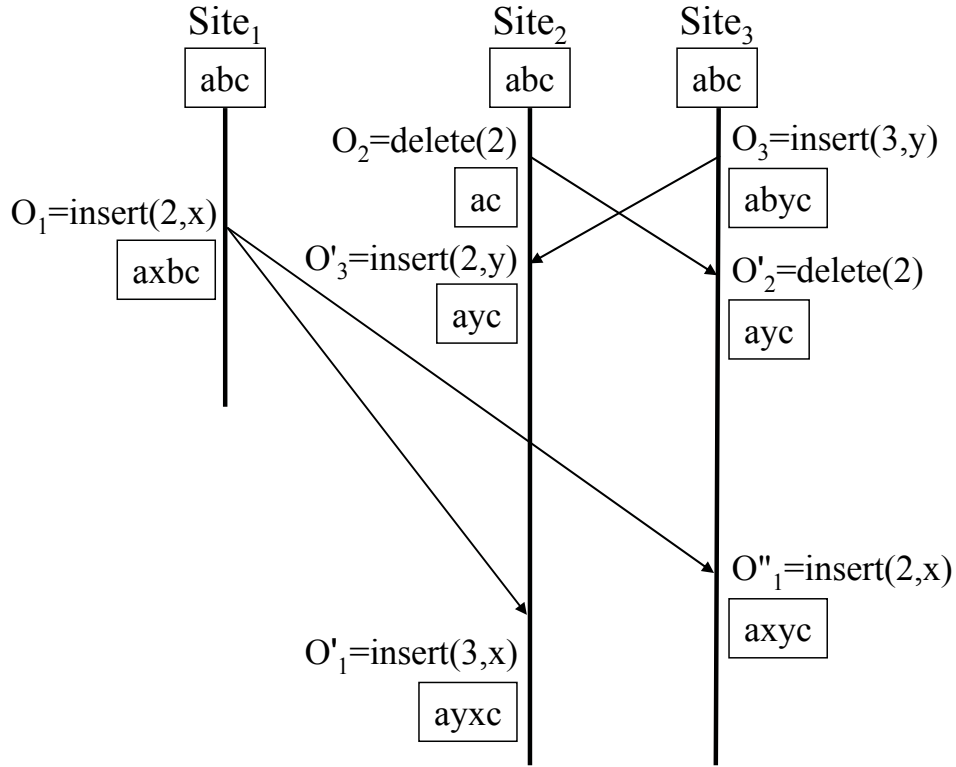 Site₁
abc
O₁=insert(2,x)
axbc
Site₂
abc
O₂=delete(2)
ac
O'₃=insert(2,y)
ayc
O'₁=insert(3,x)
ayxc
Site₃
abc
O₃=insert(3,y)
abyc
O'₂=delete(2)
ayc
O"₁=insert(2,x)
axyc